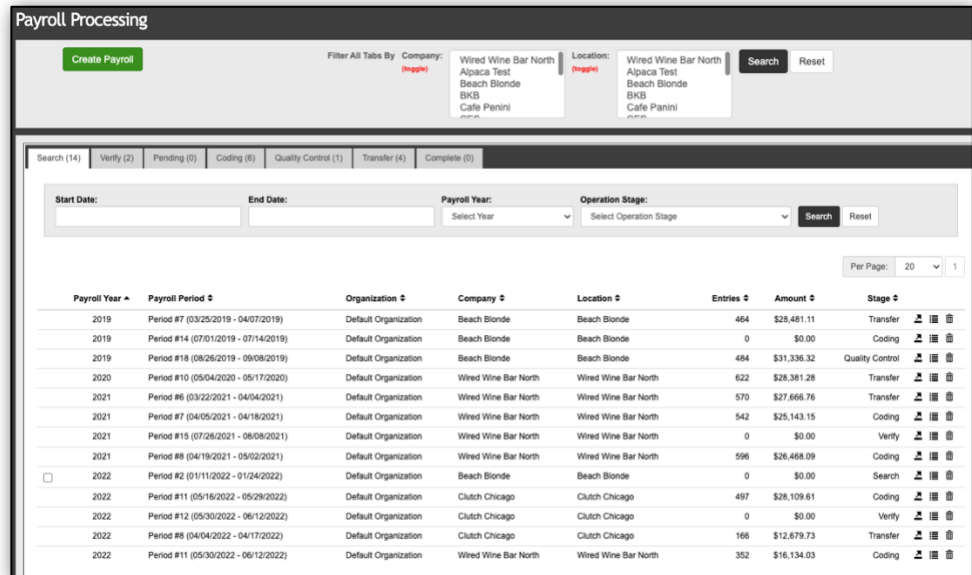 Payroll Processing
Create Payroll
Filter All Tabs By Company: (toggle)
Wired Wine Bar North
Alpaca Test
Beach Blonde
BKB
Cafe Penini
Location: (toggle)
Wired Wine Bar North
Alpaca Test
Beach Blonde
BKB
Cafe Panini
Search Reset
Search (14) Verify (2) Pending (0) Coding (6) Quality Control (1) Transfer (4) Complete (0)
Start Date: End Date: Payroll Year: Operation Stage:
Select Year Select Operation Stage Search Reset
Per Page: 20 1
Payroll Year Payroll Period Organization Company Location Entries Amount Stage
2019 Period #7 (03/25/2019 - 04/07/2019) Default Organization Beach Blonde Beach Blonde 464 $28,481.11 Transfer
2019 Period #14 (07/01/2019 - 07/14/2019) Default Organization Beach Blonde Beach Blonde 0 $0.00 Coding
2019 Period #18 (08/26/2019 - 09/08/2019) Default Organization Beach Blonde Beach Blonde 484 $31,336.32 Quality Control
2020 Period #10 (05/04/2020 - 05/17/2020) Default Organization Wired Wine Bar North Wired Wine Bar North 622 $28,381.28 Transfer
2021 Period #6 (03/22/2021 - 04/04/2021) Default Organization Wired Wine Bar North Wired Wine Bar North 570 $27,666.76 Transfer
2021 Period #7 (04/05/2021 - 04/18/2021) Default Organization Wired Wine Bar North Wired Wine Bar North 542 $25,143.15 Coding
2021 Period #15 (07/26/2021 - 08/08/2021) Default Organization Wired Wine Bar North Wired Wine Bar North 0 $0.00 Verify
2021 Period #8 (04/19/2021 - 05/02/2021) Default Organization Wired Wine Bar North Wired Wine Bar North 596 $26,468.09 Coding
2022 Period #2 (01/11/2022 - 01/24/2022) Default Organization Beach Blonde Beach Blonde 0 $0.00 Search
2022 Period #11 (05/16/2022 - 05/29/2022) Default Organization Clutch Chicago Clutch Chicago 497 $28,109.61 Coding
2022 Period #12 (05/30/2022 - 06/12/2022) Default Organization Clutch Chicago Clutch Chicago 0 $0.00 Verify
2022 Period #8 (04/04/2022 - 04/17/2022) Default Organization Clutch Chicago Clutch Chicago 166 $12,679.73 Transfer
2022 Period #11 (05/30/2022 - 06/12/2022) Default Organization Wired Wine Bar North Wired Wine Bar North 352 $16,134.03 Coding